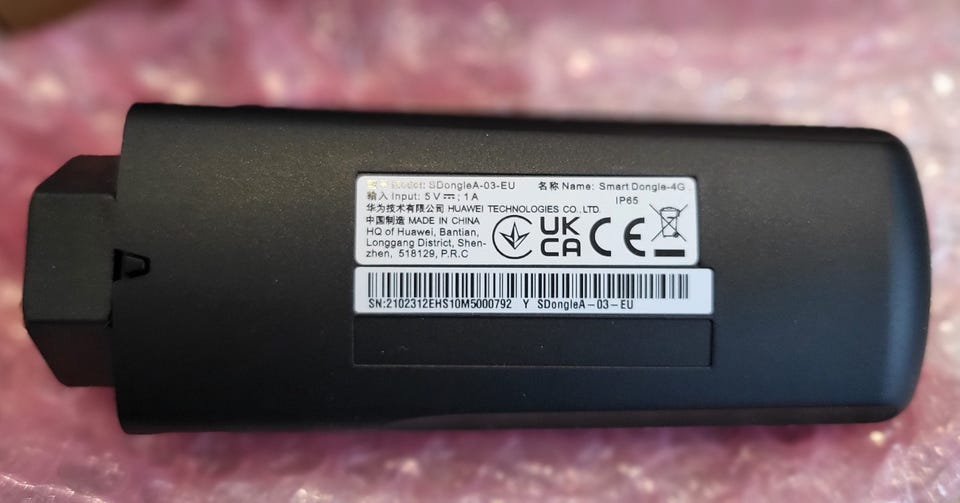 Model: SDongleA-03-EU 名称 Name: Smart Dongle-4G
输入 Input: 5 V⎓; 1 A IP65
华为技术有限公司 HUAWEI TECHNOLOGIES CO., LTD.
中国制造 MADE IN CHINA
HQ of Huawei, Bantian,
Longgang District, Shen-
zhen, 518129, P.R.C
UK
CA CE
SN:2102312EHS10M5000792 Y SDongleA-03-EU